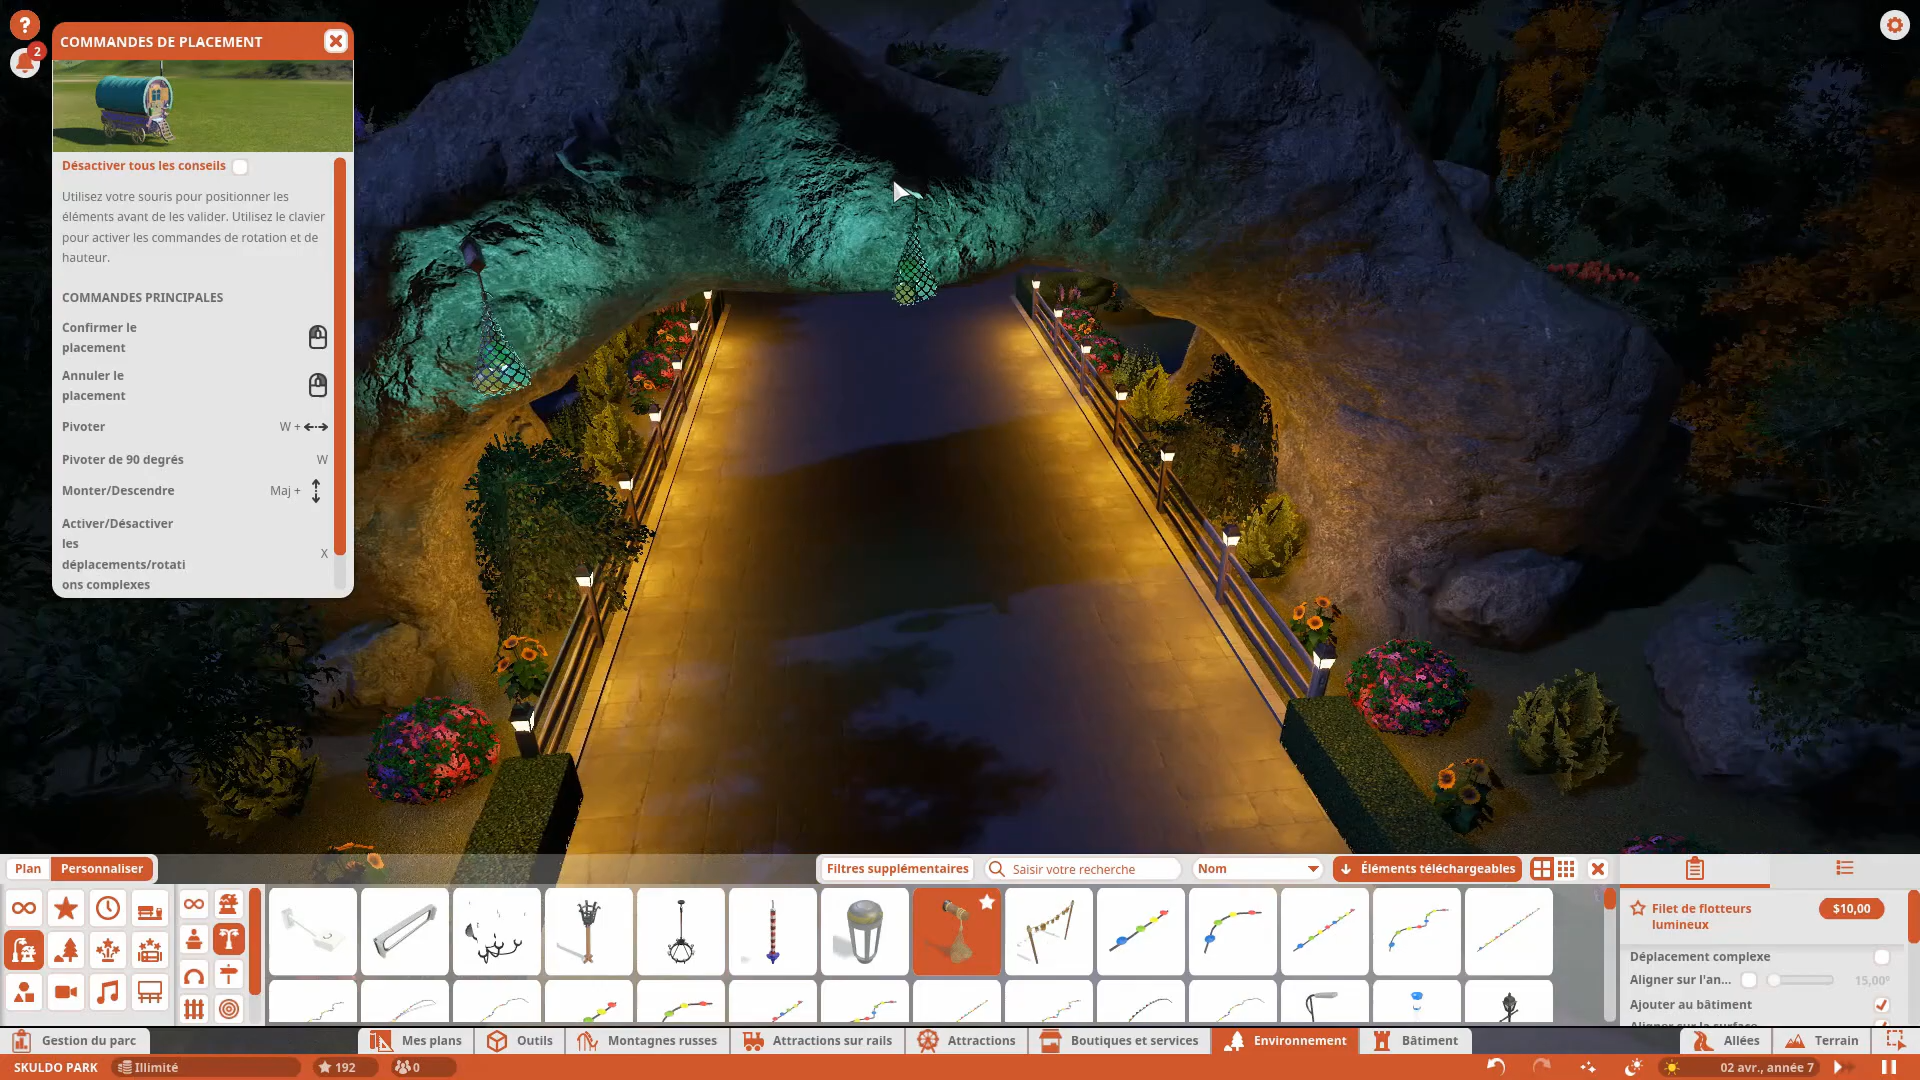 ?
2
COMMANDES DE PLACEMENT
Désactiver tous les conseils
Utilisez votre souris pour positionner les
éléments avant de les valider. Utilisez le clavier
pour activer les commandes de rotation et de
hauteur.
COMMANDES PRINCIPALES
Confirmer le
placement
Annuler le
placement
Pivoter W +
Pivoter de 90 degrés W
Monter/Descendre Maj +
Activer/Désactiver
les
déplacements/rotati
ons complexes
X
Plan Personnaliser
Filtres supplémentaires Saisir votre recherche Nom Éléments téléchargeables
Filet de flotteurs
lumineux
$10,00
Déplacement complexe
Aligner sur l'an... 15,00°
Ajouter au bâtiment
Aligner sur la surface
Gestion du parc Mes plans Outils Montagnes russes Attractions sur rails Attractions Boutiques et services Environnement Bâtiment Allées Terrain
SKULDO PARK Illimité 192 0 02 avr., année 7